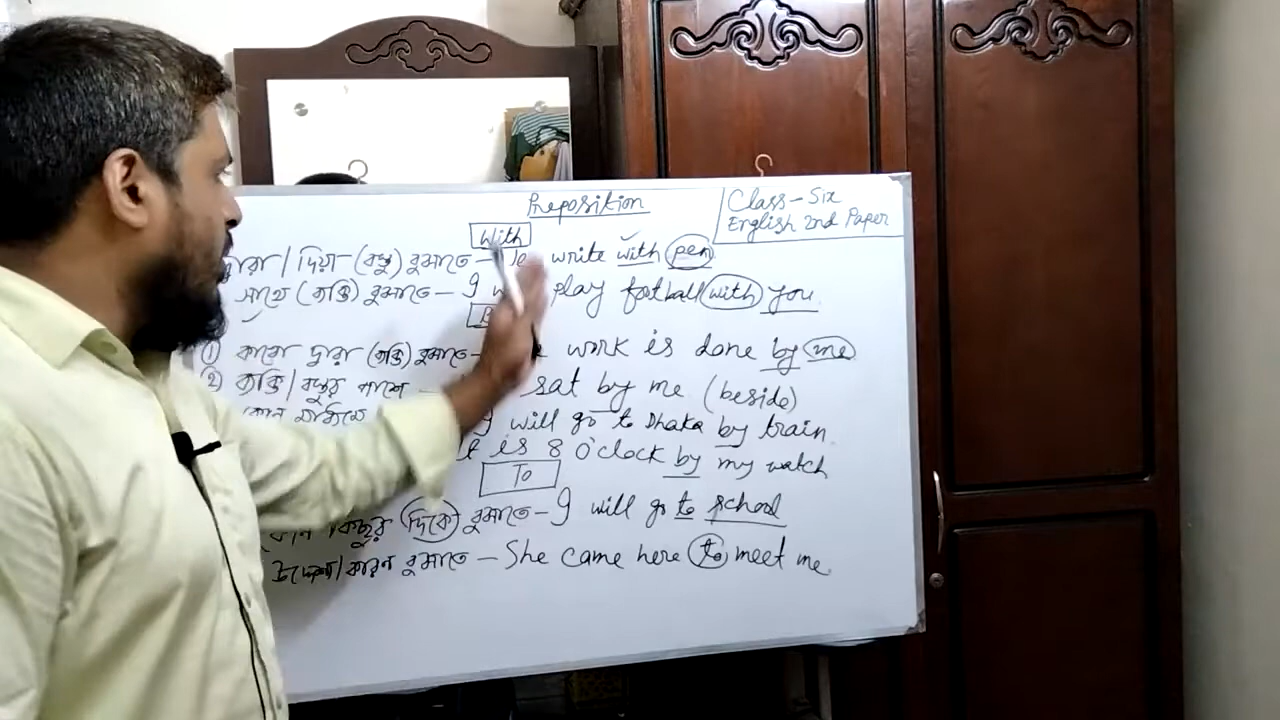 Preposition
Class-Six
English 2nd Paper
With
দ্বারা / দিয়া - (বস্তু) বুঝাতে - write with pen
সাথে (ব্যক্তি) বুঝাতে - I play football with you
① কারো দ্বারা (ব্যক্তি) বুঝাতে - work is done by me
② ব্যক্তি / বস্তুর পাশে - sat by me (beside)
I will go to Dhaka by train
It is 8 O'clock by my watch
To
কিছুর (দিকে) বুঝাতে - I will go to school
উদ্দেশ্য / কারণ বুঝাতে - She came here to meet me